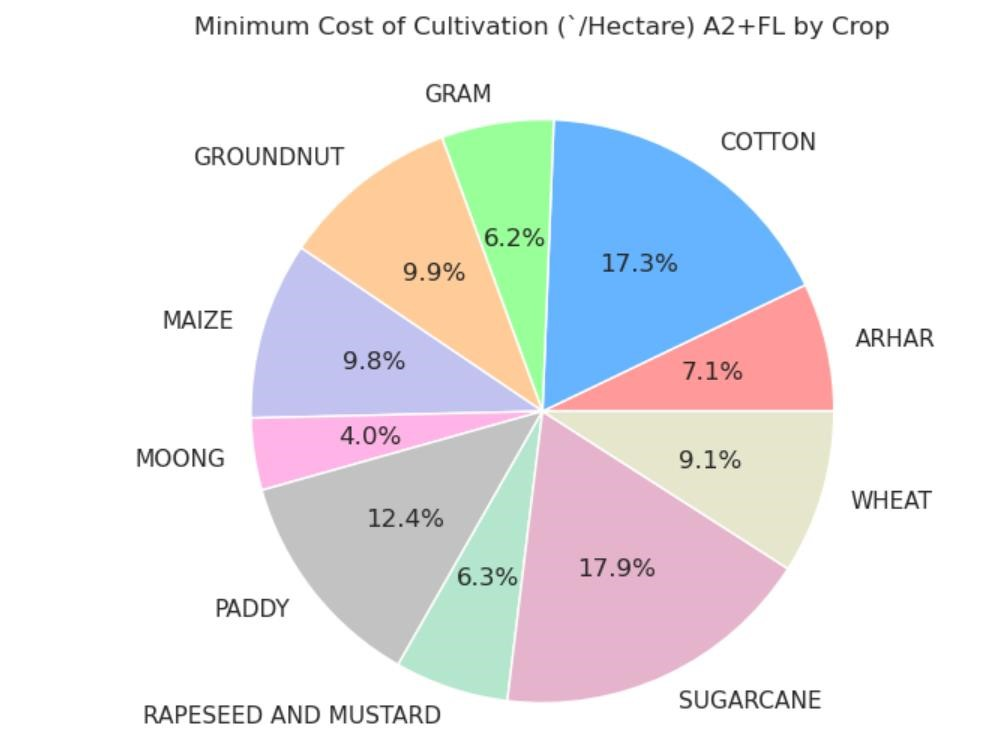 Minimum Cost of Cultivation (`/Hectare) A2+FL by Crop
GRAM
COTTON
GROUNDNUT
6.2%
17.3%
9.9%
MAIZE
ARHAR
9.8%
7.1%
MOONG
4.0%
9.1%
WHEAT
12.4%
17.9%
6.3%
PADDY
SUGARCANE
RAPESEED AND MUSTARD